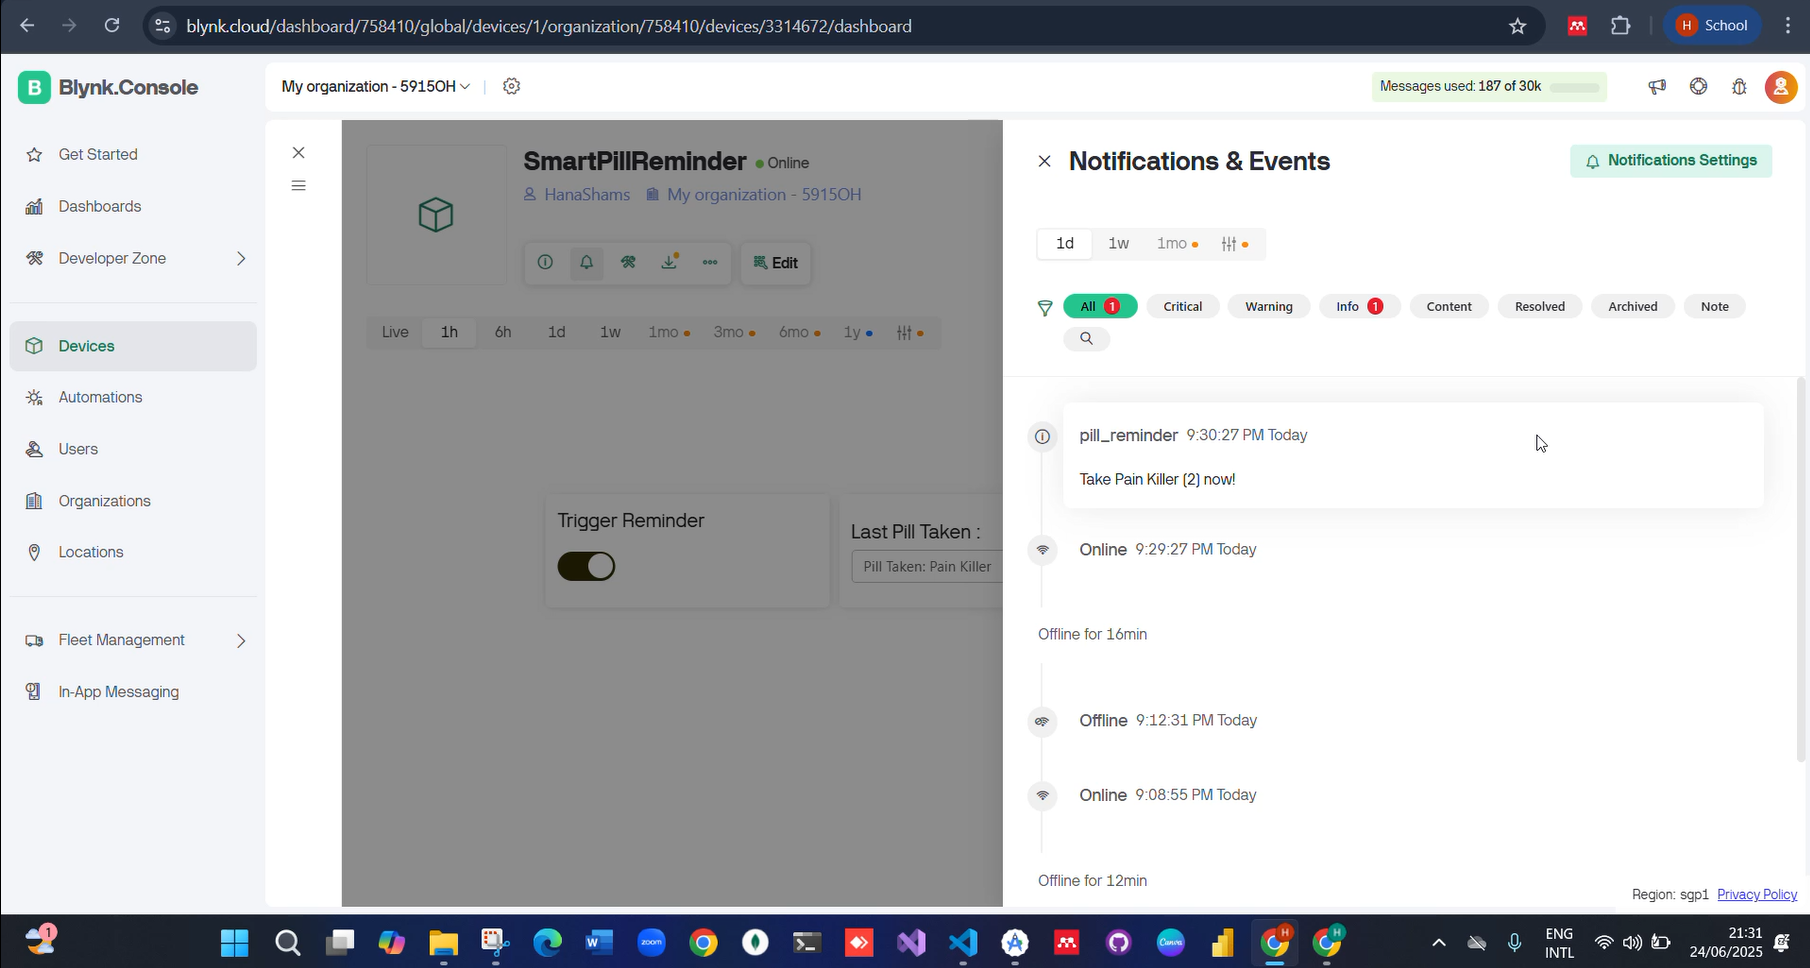 blynk.cloud/dashboard/758410/global/devices/1/organization/758410/devices/3314672/dashboard
H School
B Blynk.Console
My organization - 5915OH
Messages used: 187 of 30k
Get Started
Dashboards
Developer Zone
Devices
Automations
Users
Organizations
Locations
Fleet Management
In-App Messaging
SmartPillReminder Online
HanaShams My organization - 5915OH
Edit
Live 1h 6h 1d 1w 1mo 3mo 6mo 1y
Trigger Reminder
Last Pill Taken :
Pill Taken: Pain Killer
Notifications & Events
Notifications Settings
1d 1w 1mo
All 1 Critical Warning Info 1 Content Resolved Archived Note
pill_reminder 9:30:27 PM Today
Take Pain Killer (2) now!
Online 9:29:27 PM Today
Offline for 16min
Offline 9:12:31 PM Today
Online 9:08:55 PM Today
Offline for 12min
Region: sgp1 Privacy Policy
1
zoom
Canva
H
H
ENG
INTL
21:31
24/06/2025